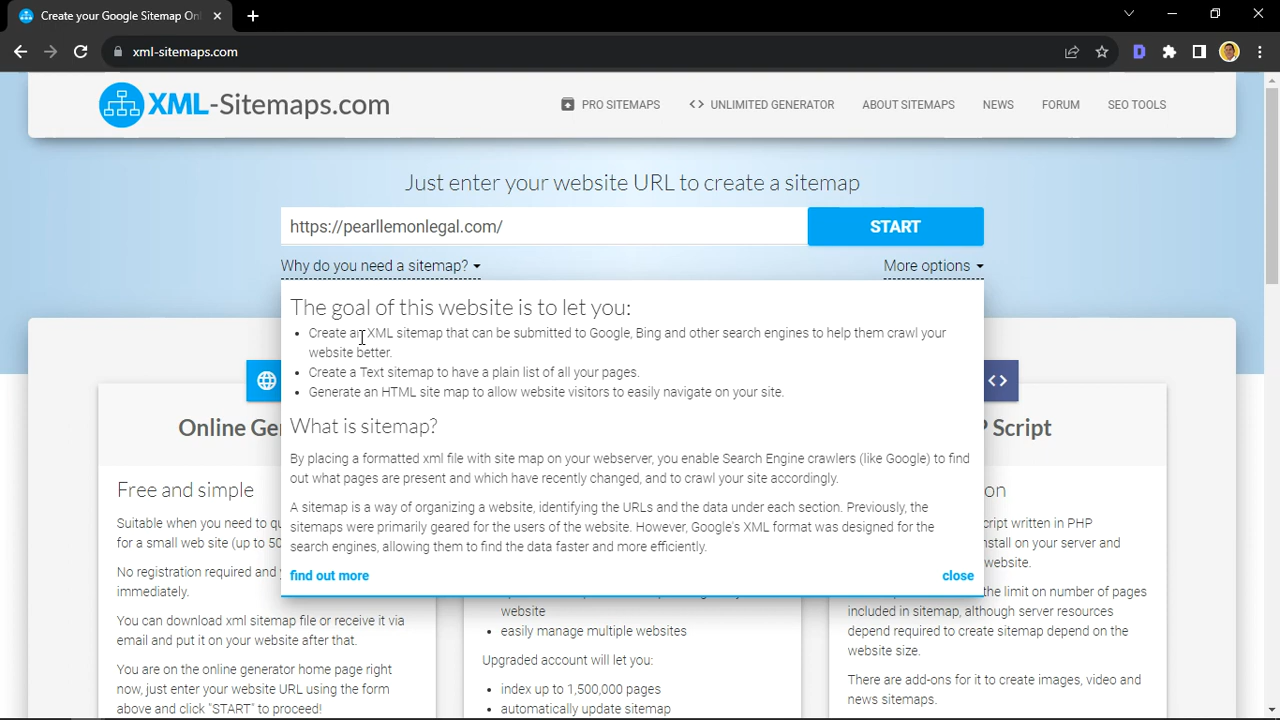 Create your Google Sitemap Onl
xml-sitemaps.com
XML-Sitemaps.com
PRO SITEMAPS
UNLIMITED GENERATOR
ABOUT SITEMAPS
NEWS
FORUM
SEO TOOLS
Just enter your website URL to create a sitemap
https://pearllemonlegal.com/
START
Why do you need a sitemap?
More options
The goal of this website is to let you:
• Create an XML sitemap that can be submitted to Google, Bing and other search engines to help them crawl your
website better.
• Create a Text sitemap to have a plain list of all your pages.
• Generate an HTML site map to allow website visitors to easily navigate on your site.
What is sitemap?
By placing a formatted xml file with site map on your webserver, you enable Search Engine crawlers (like Google) to find
out what pages are present and which have recently changed, and to crawl your site accordingly.
A sitemap is a way of organizing a website, identifying the URLs and the data under each section. Previously, the
sitemaps were primarily geared for the users of the website. However, Google's XML format was designed for the
search engines, allowing them to find the data faster and more efficiently.
find out more
close
Online Ge
Free and simple
Suitable when you need to
for a small web site (up to 50
No registration required and
immediately.
You can download xml sitemap file or receive it via
email and put it on your website after that.
You are on the online generator home page right
now, just enter your website URL using the form
above and click "START" to proceed!
website
• easily manage multiple websites
Upgraded account will let you:
• index up to 1,500,000 pages
• automatically update sitemap
Script
on
script written in PHP
install on your server and
website.
the limit on number of pages
included in sitemap, although server resources
depend required to create sitemap depend on the
website size.
There are add-ons for it to create images, video and
news sitemaps.